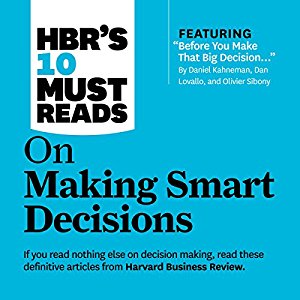 HBR'S
10
MUST
READS
FEATURING
“Before You Make
That Big Decision...”
By Daniel Kahneman, Dan
Lovallo, and Olivier Sibony
On
Making Smart
Decisions
If you read nothing else on decision making, read these
definitive articles from Harvard Business Review.